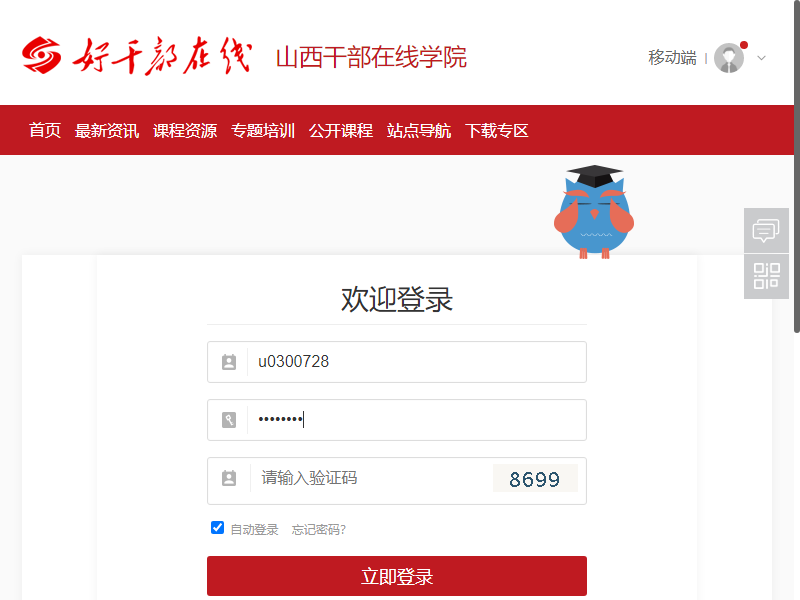 好干部在线 山西干部在线学院 移动端
首页 最新资讯 课程资源 专题培训 公开课程 站点导航 下载专区
欢迎登录
u0300728
••••••••
请输入验证码 8699
自动登录 忘记密码?
立即登录